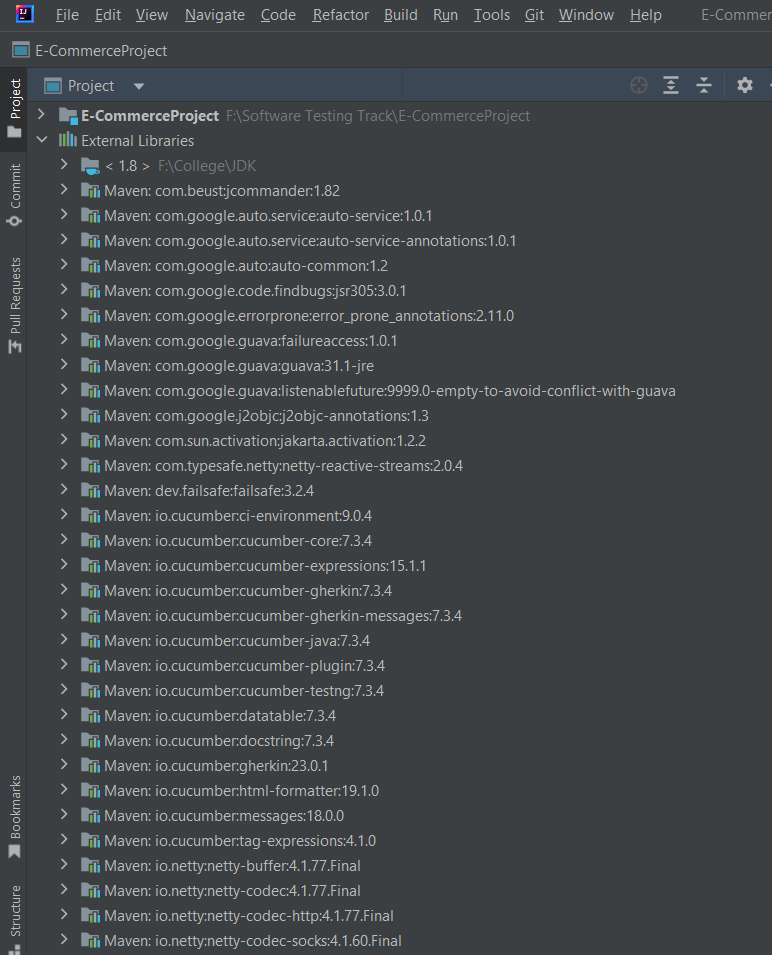 File Edit View Navigate Code Refactor Build Run Tools Git Window Help E-Commer
E-CommerceProject
Project
Project
Commit
Pull Requests
Bookmarks
Structure
E-CommerceProject F:\Software Testing Track\E-CommerceProject
External Libraries
< 1.8 > F:\College\JDK
Maven: com.beust:jcommander:1.82
Maven: com.google.auto.service:auto-service:1.0.1
Maven: com.google.auto.service:auto-service-annotations:1.0.1
Maven: com.google.auto:auto-common:1.2
Maven: com.google.code.findbugs:jsr305:3.0.1
Maven: com.google.errorprone:error_prone_annotations:2.11.0
Maven: com.google.guava:failureaccess:1.0.1
Maven: com.google.guava:guava:31.1-jre
Maven: com.google.guava:listenablefuture:9999.0-empty-to-avoid-conflict-with-guava
Maven: com.google.j2objc:j2objc-annotations:1.3
Maven: com.sun.activation:jakarta.activation:1.2.2
Maven: com.typesafe.netty:netty-reactive-streams:2.0.4
Maven: dev.failsafe:failsafe:3.2.4
Maven: io.cucumber:ci-environment:9.0.4
Maven: io.cucumber:cucumber-core:7.3.4
Maven: io.cucumber:cucumber-expressions:15.1.1
Maven: io.cucumber:cucumber-gherkin:7.3.4
Maven: io.cucumber:cucumber-gherkin-messages:7.3.4
Maven: io.cucumber:cucumber-java:7.3.4
Maven: io.cucumber:cucumber-plugin:7.3.4
Maven: io.cucumber:cucumber-testng:7.3.4
Maven: io.cucumber:datatable:7.3.4
Maven: io.cucumber:docstring:7.3.4
Maven: io.cucumber:gherkin:23.0.1
Maven: io.cucumber:html-formatter:19.1.0
Maven: io.cucumber:messages:18.0.0
Maven: io.cucumber:tag-expressions:4.1.0
Maven: io.netty:netty-buffer:4.1.77.Final
Maven: io.netty:netty-codec:4.1.77.Final
Maven: io.netty:netty-codec-http:4.1.77.Final
Maven: io.netty:netty-codec-socks:4.1.60.Final